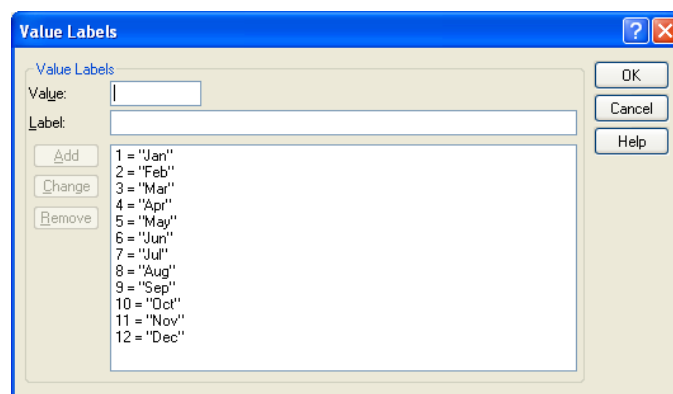 Value Labels
Value Labels
Value:
Label:
OK
Cancel
Help
Add
Change
Remove
1 = "Jan"
2 = "Feb"
3 = "Mar"
4 = "Apr"
5 = "May"
6 = "Jun"
7 = "Jul"
8 = "Aug"
9 = "Sep"
10 = "Oct"
11 = "Nov"
12 = "Dec"